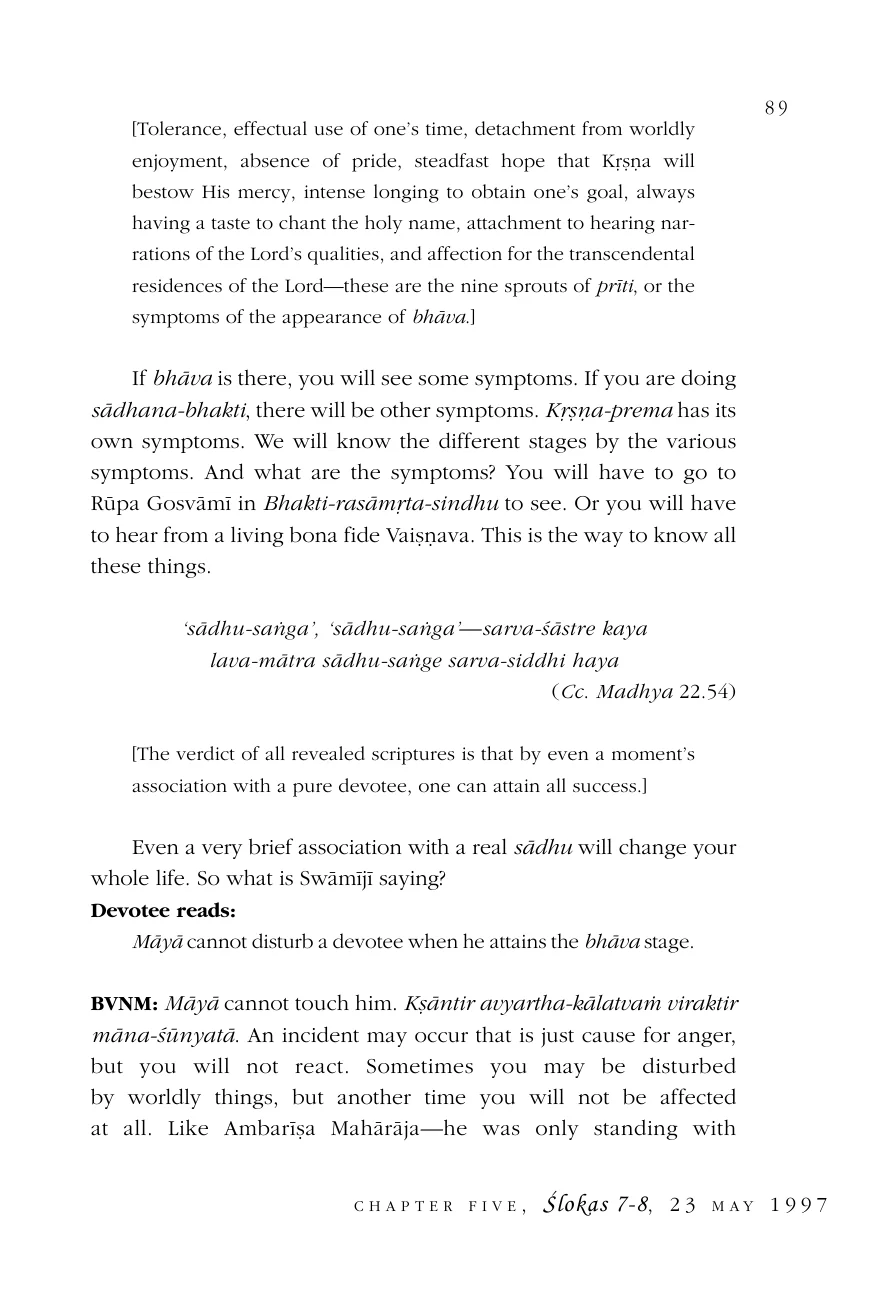 89
[Tolerance, effectual use of one’s time, detachment from worldly
enjoyment, absence of pride, steadfast hope that Kṛṣṇa will
bestow His mercy, intense longing to obtain one’s goal, always
having a taste to chant the holy name, attachment to hearing nar-
rations of the Lord’s qualities, and affection for the transcendental
residences of the Lord—these are the nine sprouts of prīti, or the
symptoms of the appearance of bhāva.]
If bhāva is there, you will see some symptoms. If you are doing
sādhana-bhakti, there will be other symptoms. Kṛṣṇa-prema has its
own symptoms. We will know the different stages by the various
symptoms. And what are the symptoms? You will have to go to
Rūpa Gosvāmī in Bhakti-rasāmṛta-sindhu to see. Or you will have
to hear from a living bona fide Vaiṣṇava. This is the way to know all
these things.
‘sādhu-saṅga’, ‘sādhu-saṅga’—sarva-śāstre kaya
lava-mātra sādhu-saṅge sarva-siddhi haya
(Cc. Madhya 22.54)
[The verdict of all revealed scriptures is that by even a moment’s
association with a pure devotee, one can attain all success.]
Even a very brief association with a real sādhu will change your
whole life. So what is Swāmījī saying?
Devotee reads:
Māyā cannot disturb a devotee when he attains the bhāva stage.
BVNM: Māyā cannot touch him. Kṣāntir avyartha-kālatvaṁ viraktir
māna-śūnyatā. An incident may occur that is just cause for anger,
but you will not react. Sometimes you may be disturbed
by worldly things, but another time you will not be affected
at all. Like Ambarīṣa Mahārāja—he was only standing with
CHAPTER FIVE, Ślokas 7-8, 23 MAY 1997